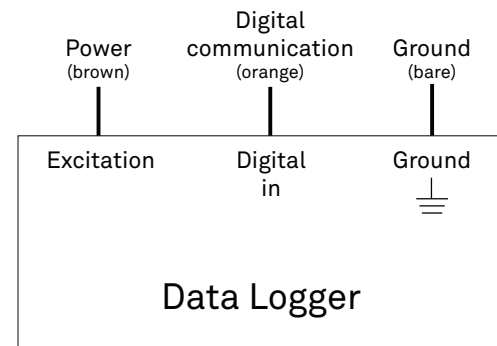 Power
(brown)
Digital
communication
(orange)
Ground
(bare)
Excitation
Digital
in
Ground
Data Logger